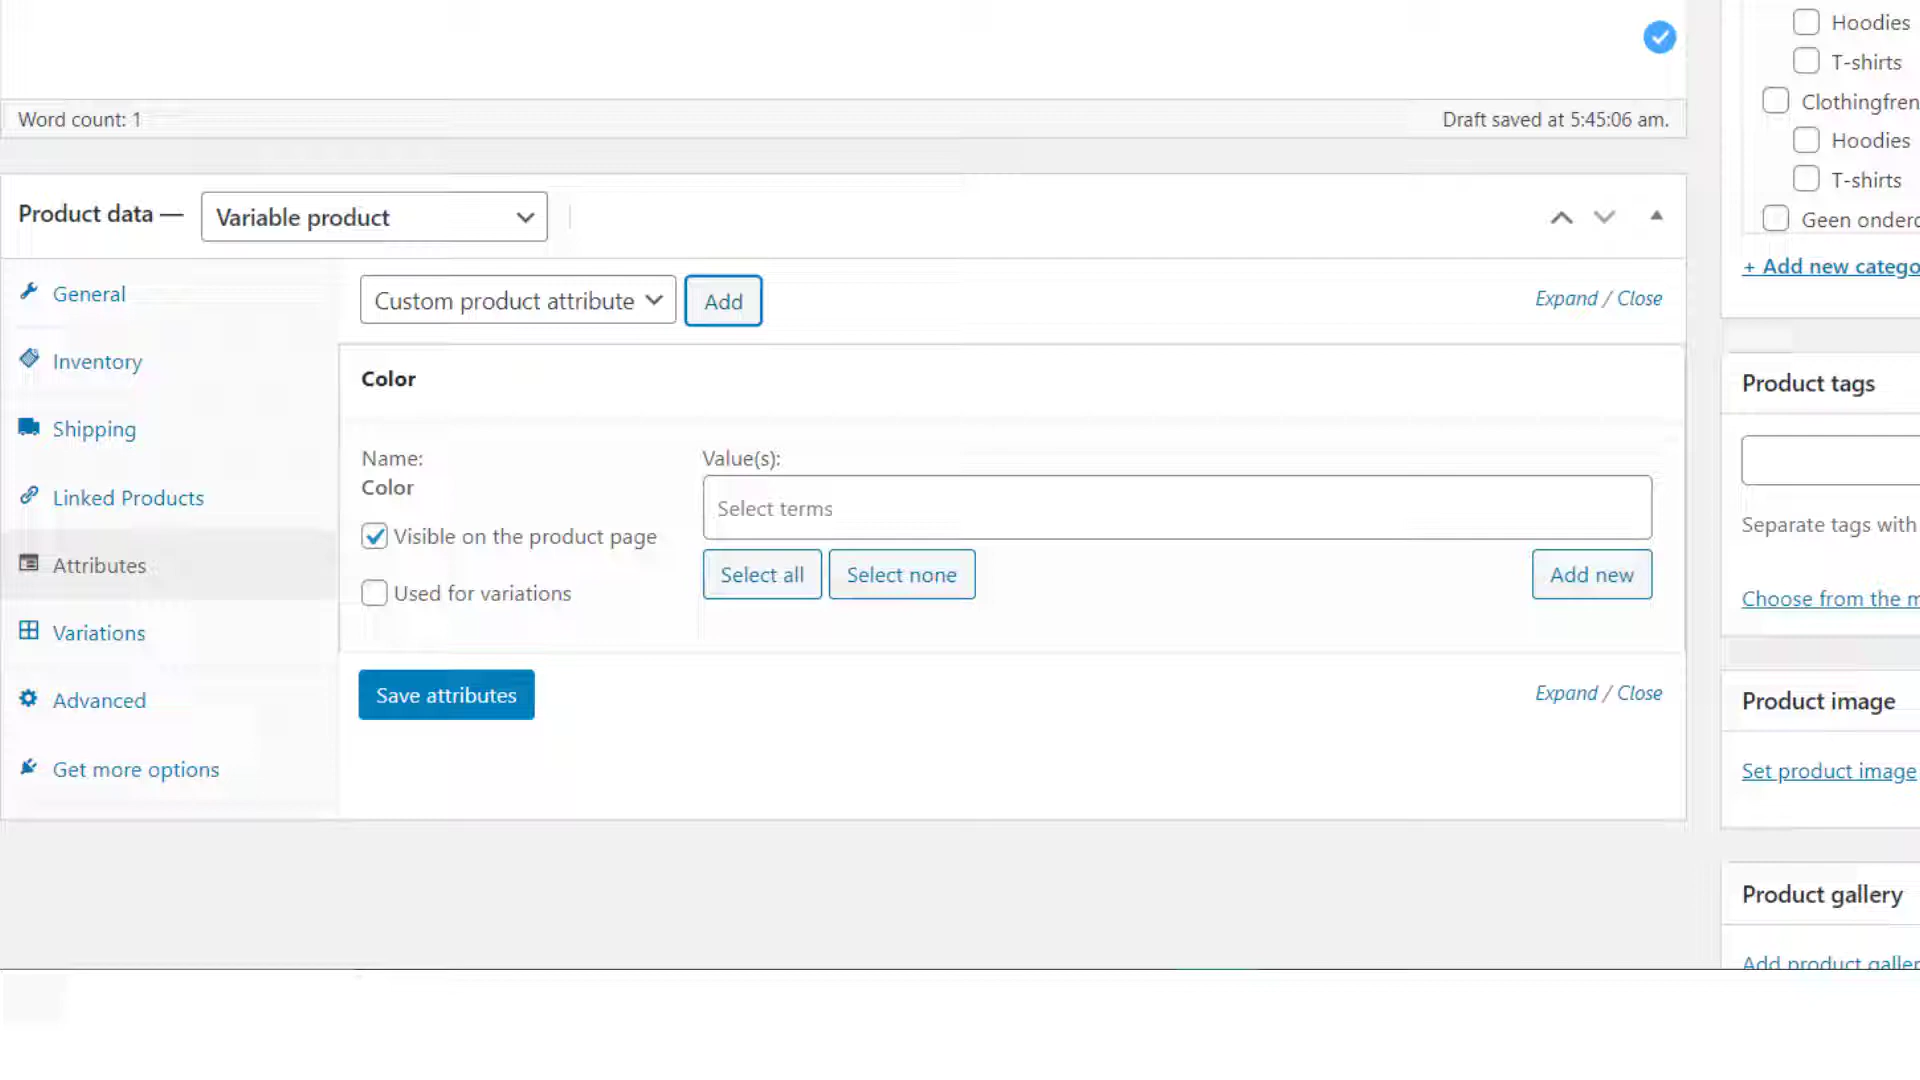 Hoodies
T-shirts
Clothingfren
Hoodies
T-shirts
Geen onderc
+ Add new catego
Word count: 1
Draft saved at 5:45:06 am.
Product data —
Variable product
General
Inventory
Shipping
Linked Products
Attributes
Variations
Advanced
Get more options
Custom product attribute
Add
Expand / Close
Color
Name:
Color
Visible on the product page
Used for variations
Value(s):
Select terms
Select all
Select none
Add new
Save attributes
Expand / Close
Product tags
Separate tags with
Choose from the m
Product image
Set product image
Product gallery
Add product galler